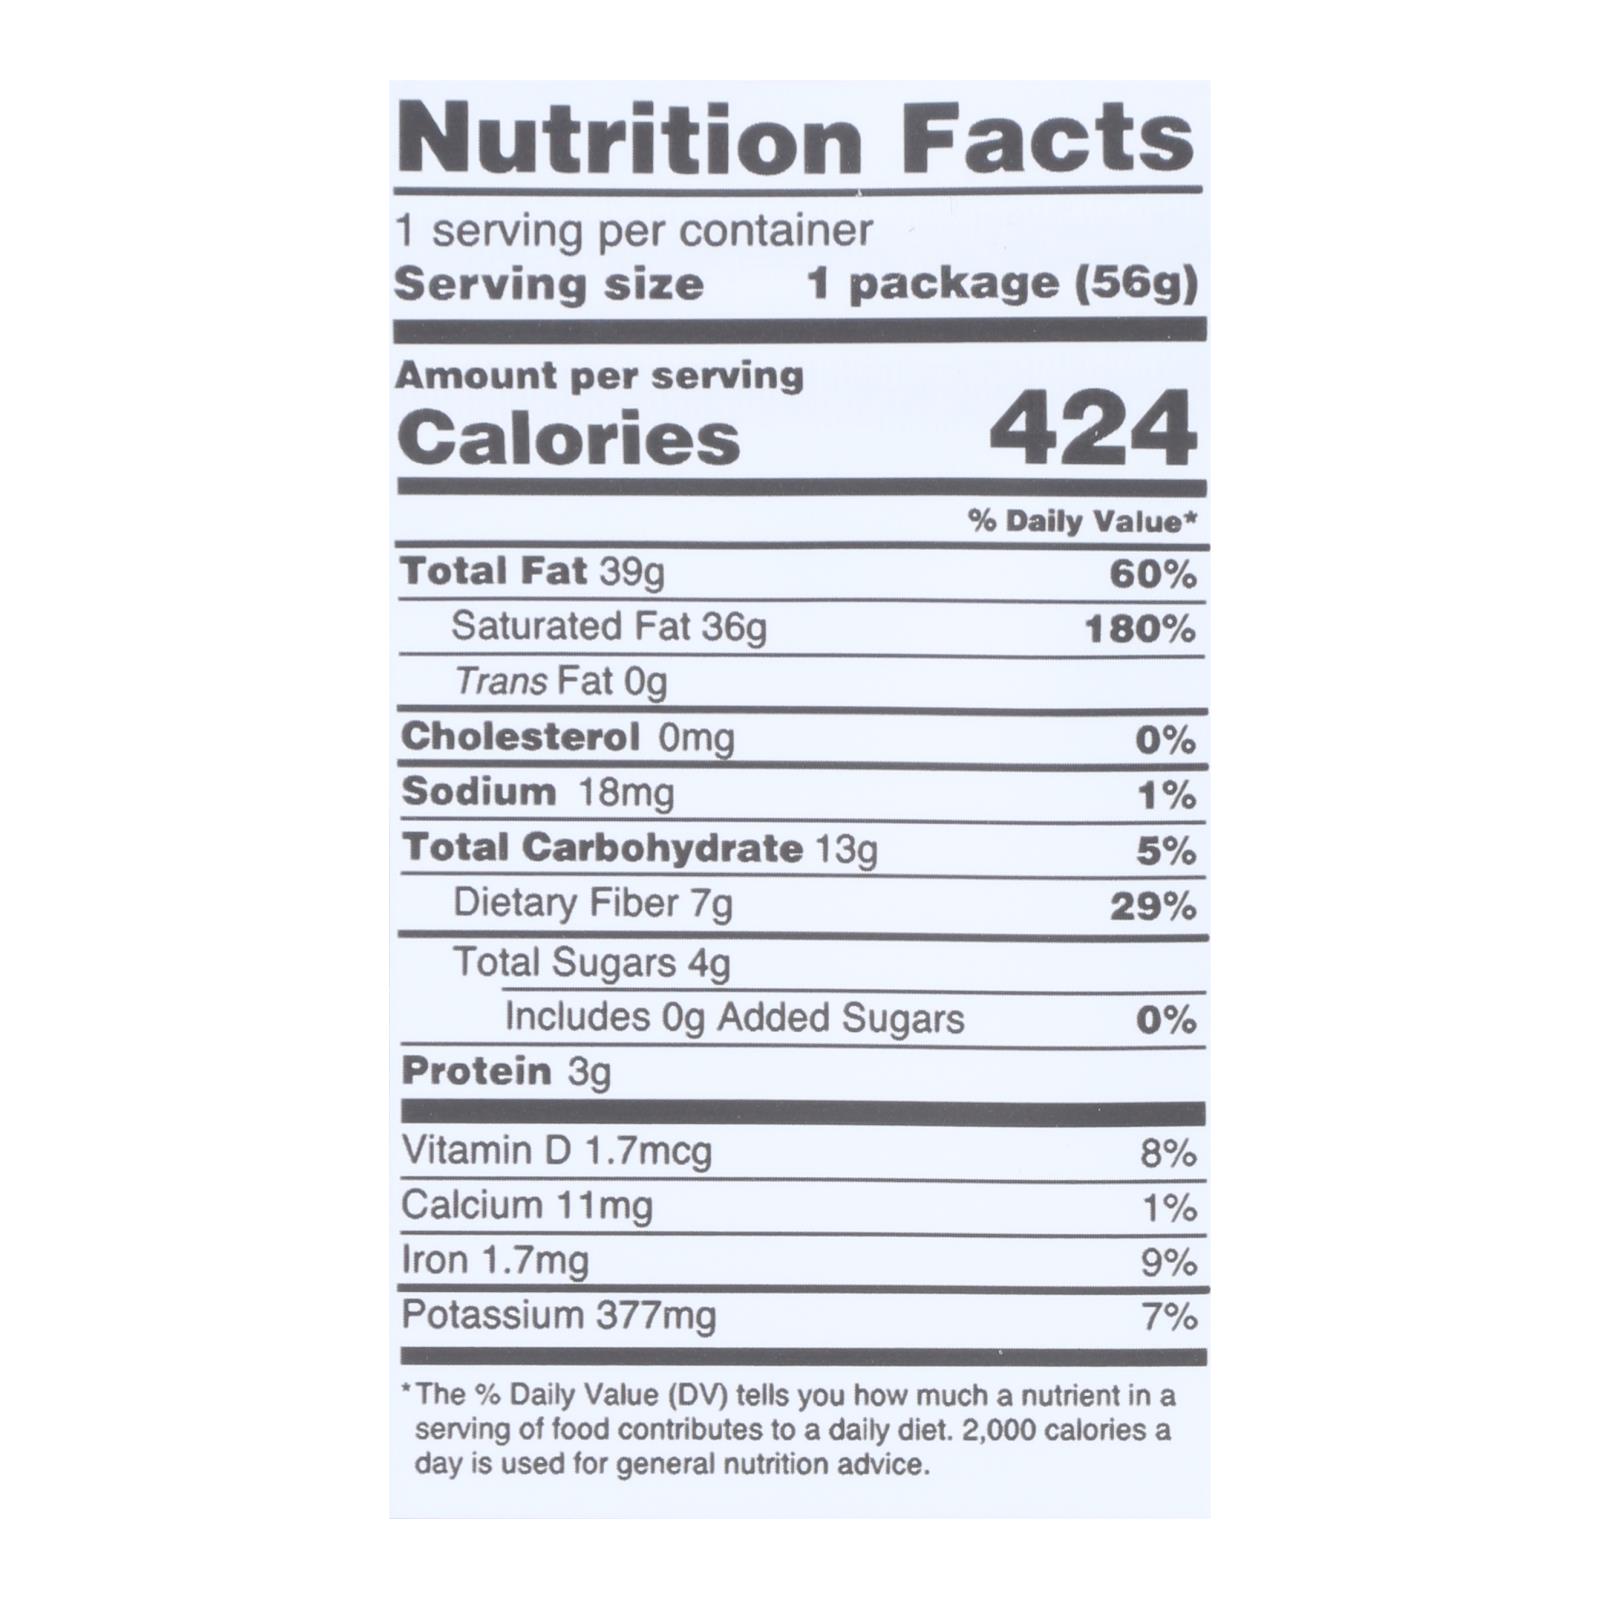 Nutrition Facts
1 serving per container
Serving size 1 package (56g)
Amount per serving
Calories 424
% Daily Value*
Total Fat 39g 60%
Saturated Fat 36g 180%
Trans Fat 0g
Cholesterol 0mg 0%
Sodium 18mg 1%
Total Carbohydrate 13g 5%
Dietary Fiber 7g 29%
Total Sugars 4g
Includes 0g Added Sugars 0%
Protein 3g
Vitamin D 1.7mcg 8%
Calcium 11mg 1%
Iron 1.7mg 9%
Potassium 377mg 7%
*The % Daily Value (DV) tells you how much a nutrient in a
serving of food contributes to a daily diet. 2,000 calories a
day is used for general nutrition advice.